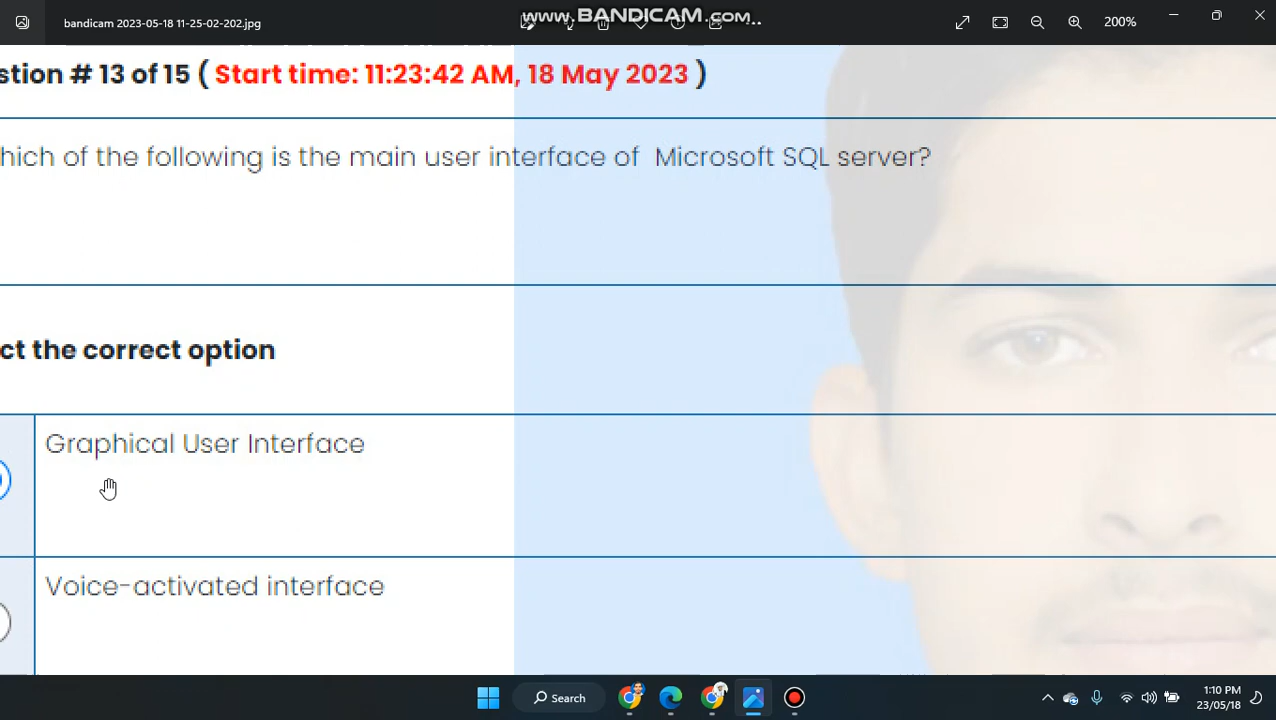 bandicam 2023-05-18 11-25-02-202.jpg
www.BANDICAM.com
200%
stion # 13 of 15 ( Start time: 11:23:42 AM, 18 May 2023 )
hich of the following is the main user interface of Microsoft SQL server?
ct the correct option
Graphical User Interface
Voice-activated interface
Search
1:10 PM
23/05/18